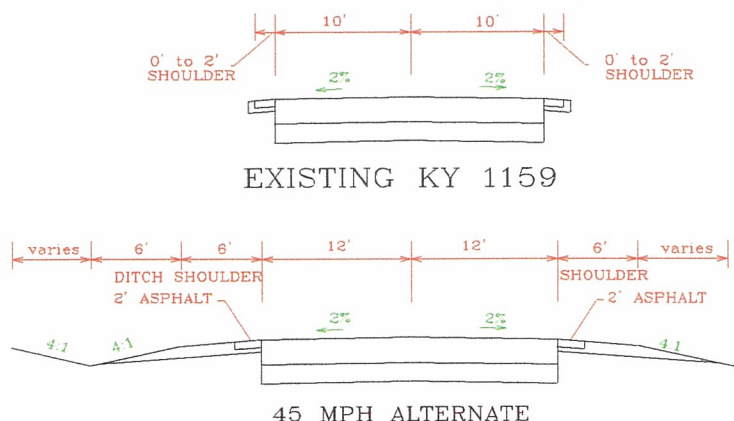 10' 10'
0' to 2' 0' to 2'
SHOULDER SHOULDER
2% 2%
EXISTING KY 1159
varies 6' 6' 12' 12' 6' varies
DITCH SHOULDER SHOULDER
2' ASPHALT 2' ASPHALT
2% 2%
4:1 4:1 4:1
45 MPH ALTERNATE